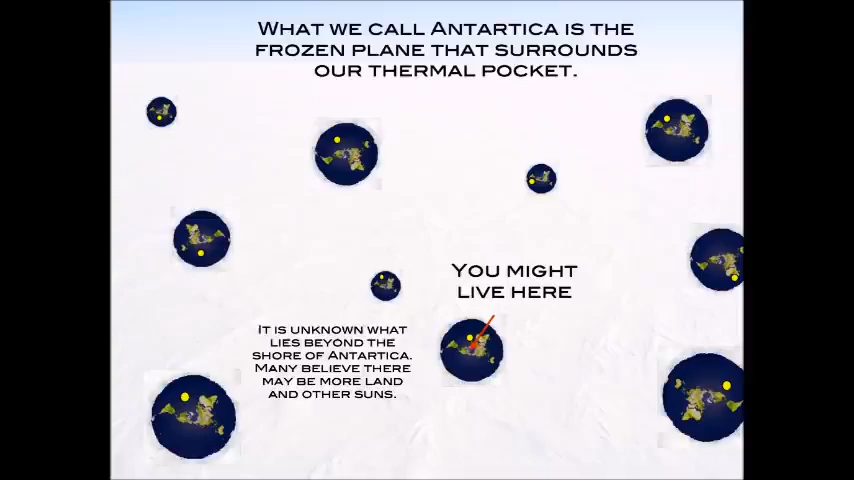 What we call Antartica is the
frozen plane that surrounds
our thermal pocket.
You might
live here
It is unknown what
lies beyond the
shore of Antartica.
Many believe there
may be more land
and other suns.